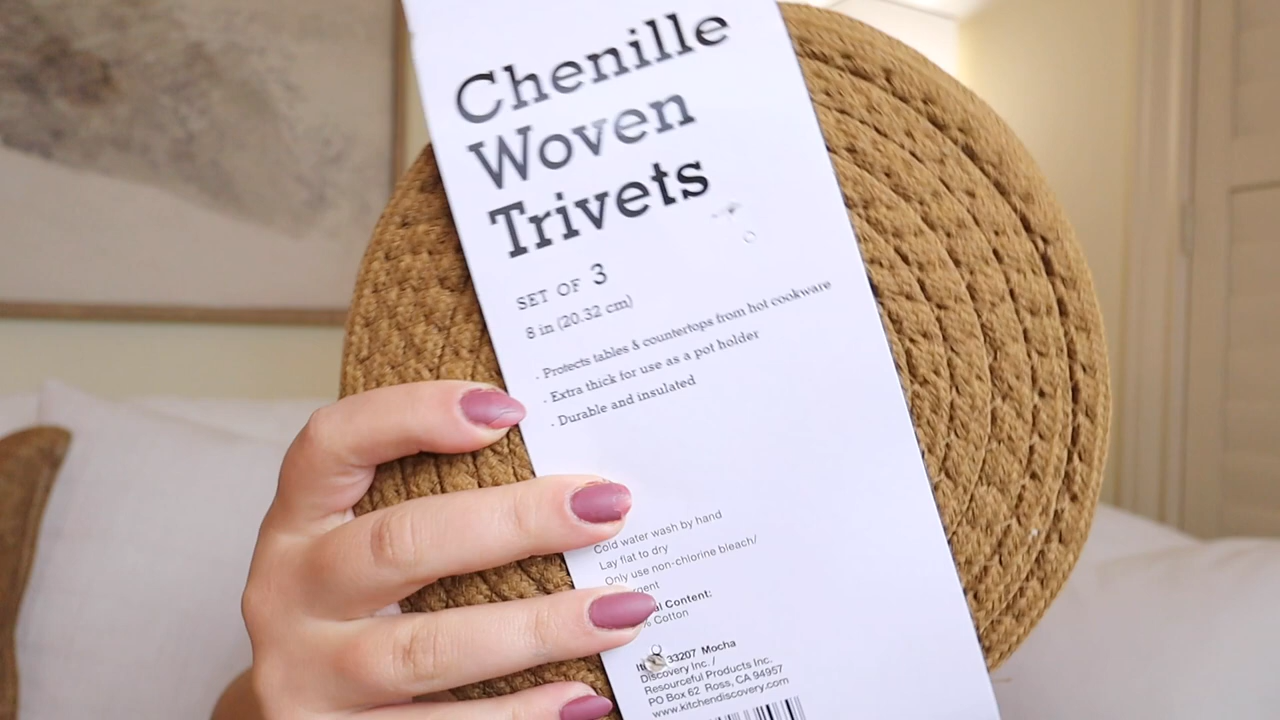 Chenille
Woven
Trivets
SET OF 3
8 in (20.32 cm)
. Protects tables & countertops from hot cookware
. Extra thick for use as a pot holder
. Durable and insulated
Cold water wash by hand
Lay flat to dry
Only use non-chlorine bleach/
Content:
Cotton
33207 Mocha
Discovery Inc. /
Resourceful Products Inc.
PO Box 62 Ross, CA 94957
www.kitchendiscovery.com